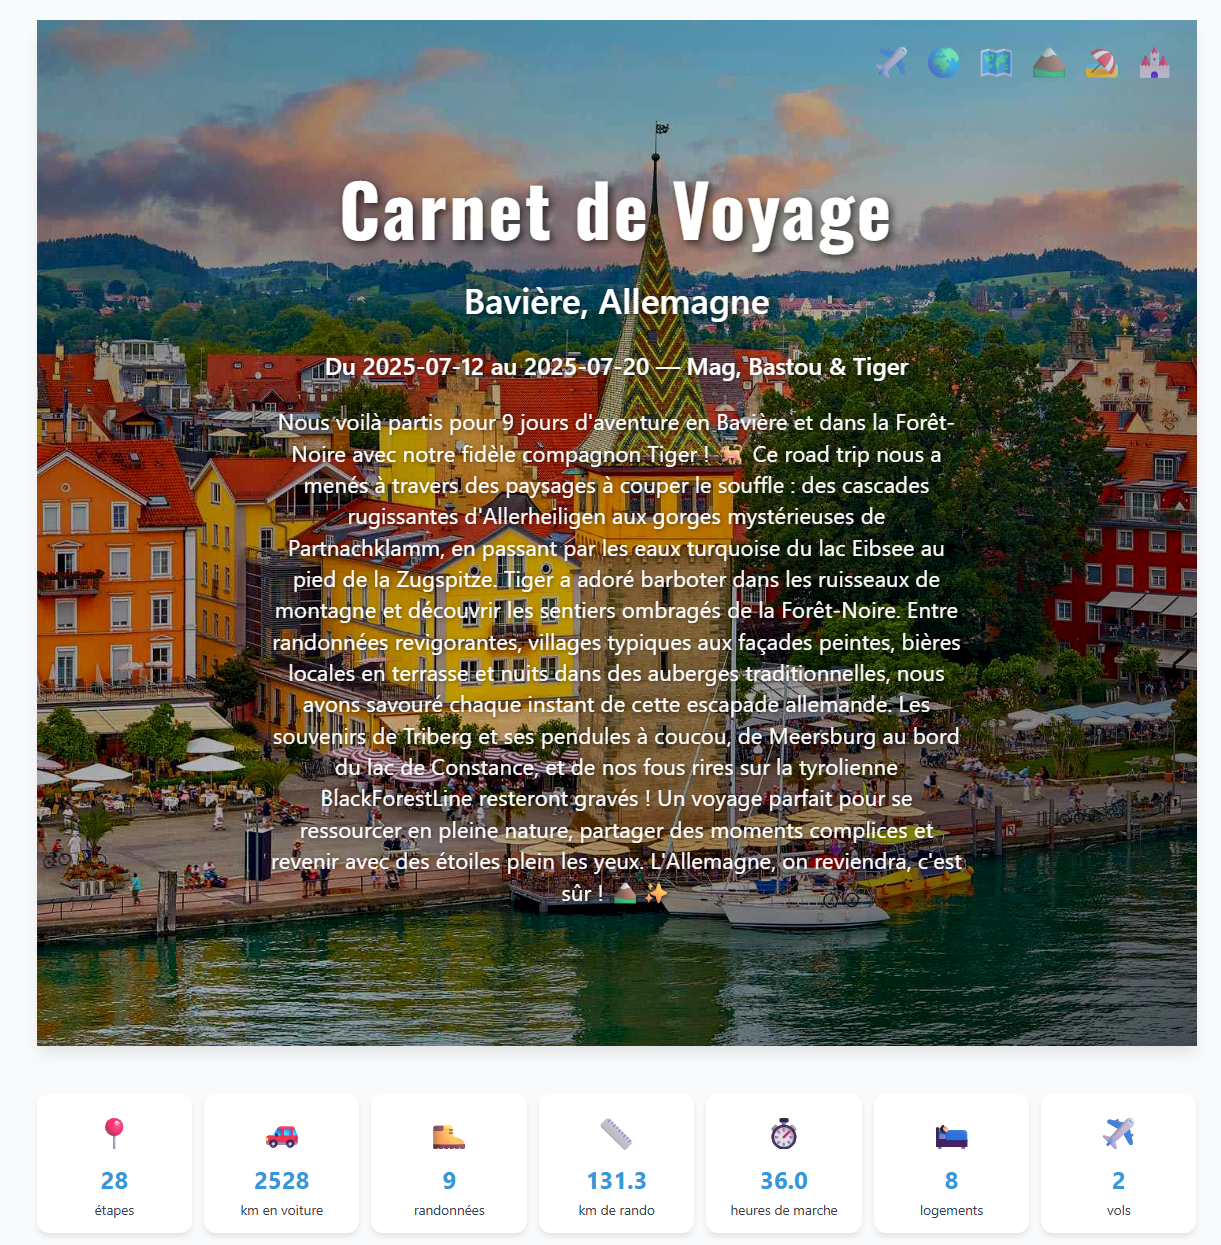 Carnet de Voyage
Bavière, Allemagne
Du 2025-07-12 au 2025-07-20 — Mag, Bastou & Tiger
Nous voilà partis pour 9 jours d'aventure en Bavière et dans la Forêt-
Noire avec notre fidèle compagnon Tiger ! 🐕 Ce road trip nous a
menés à travers des paysages à couper le souffle : des cascades
rugissantes d'Allerheiligen aux gorges mystérieuses de
Partnachklamm, en passant par les eaux turquoise du lac Eibsee au
pied de la Zugspitze. Tiger a adoré barboter dans les ruisseaux de
montagne et découvrir les sentiers ombragés de la Forêt-Noire. Entre
randonnées revigorantes, villages typiques aux façades peintes, bières
locales en terrasse et nuits dans des auberges traditionnelles, nous
avons savouré chaque instant de cette escapade allemande. Les
souvenirs de Triberg et ses pendules à coucou, de Meersburg au bord
du lac de Constance, et de nos fous rires sur la tyrolienne
BlackForestLine resteront gravés ! Un voyage parfait pour se
ressourcer en pleine nature, partager des moments complices et
revenir avec des étoiles plein les yeux. L'Allemagne, on reviendra, c'est
sûr ! ⛰️ ✨
28
étapes
2528
km en voiture
9
randonnées
131.3
km de rando
36.0
heures de marche
8
logements
2
vols